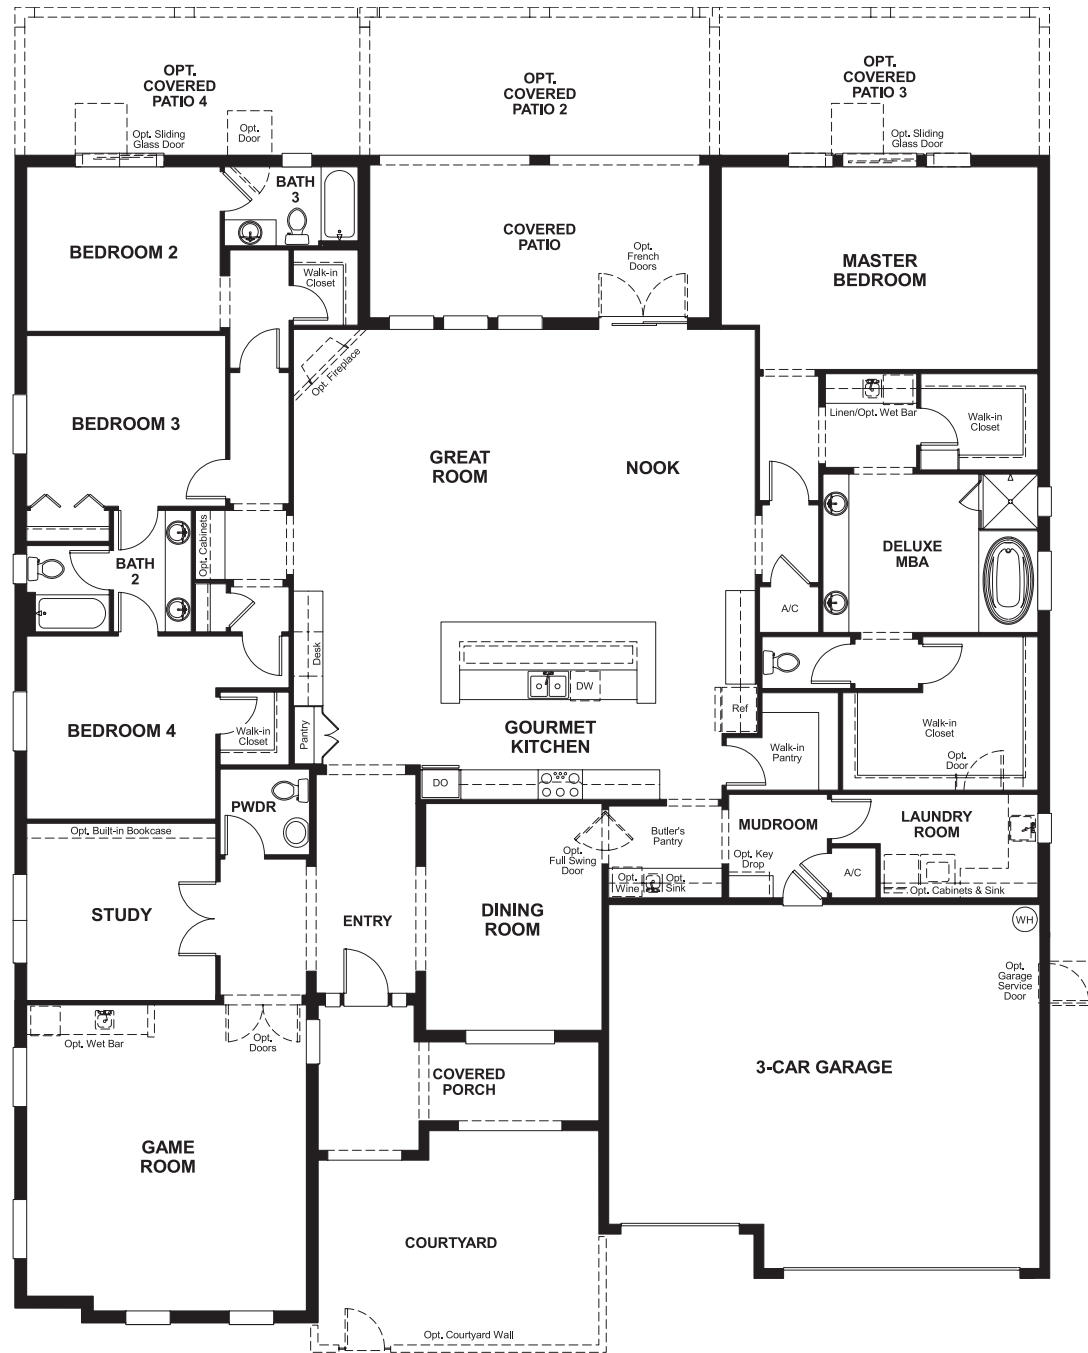 OPT.
COVERED
PATIO 4
OPT.
COVERED
PATIO 2
OPT.
COVERED
PATIO 3
Opt. Sliding
Glass Door
Opt.
Door
Opt. Sliding
Glass Door
BATH
3
BEDROOM 2
COVERED
PATIO
Opt.
French
Doors
MASTER
BEDROOM
Walk-in
Closet
Opt. Fireplace
BEDROOM 3
Linen/Opt. Wet Bar
Walk-in
Closet
GREAT
ROOM
NOOK
Opt. Cabinets
BATH
2
DELUXE
MBA
A/C
Desk
DW
Ref
BEDROOM 4
Walk-in
Closet
Pantry
GOURMET
KITCHEN
Walk-in
Pantry
Walk-in
Closet
Opt.
Door
DO
PWDR
Opt. Built-in Bookcase
Opt.
Full Swing
Door
Butler's
Pantry
MUDROOM
LAUNDRY
ROOM
Opt. Key
Drop
A/C
Opt.
Wine
Opt.
Sink
Opt. Cabinets & Sink
STUDY
ENTRY
DINING
ROOM
WH
Opt.
Garage
Service
Door
Opt. Wet Bar
Opt.
Doors
COVERED
PORCH
3-CAR GARAGE
GAME
ROOM
COURTYARD
Opt. Courtyard Wall